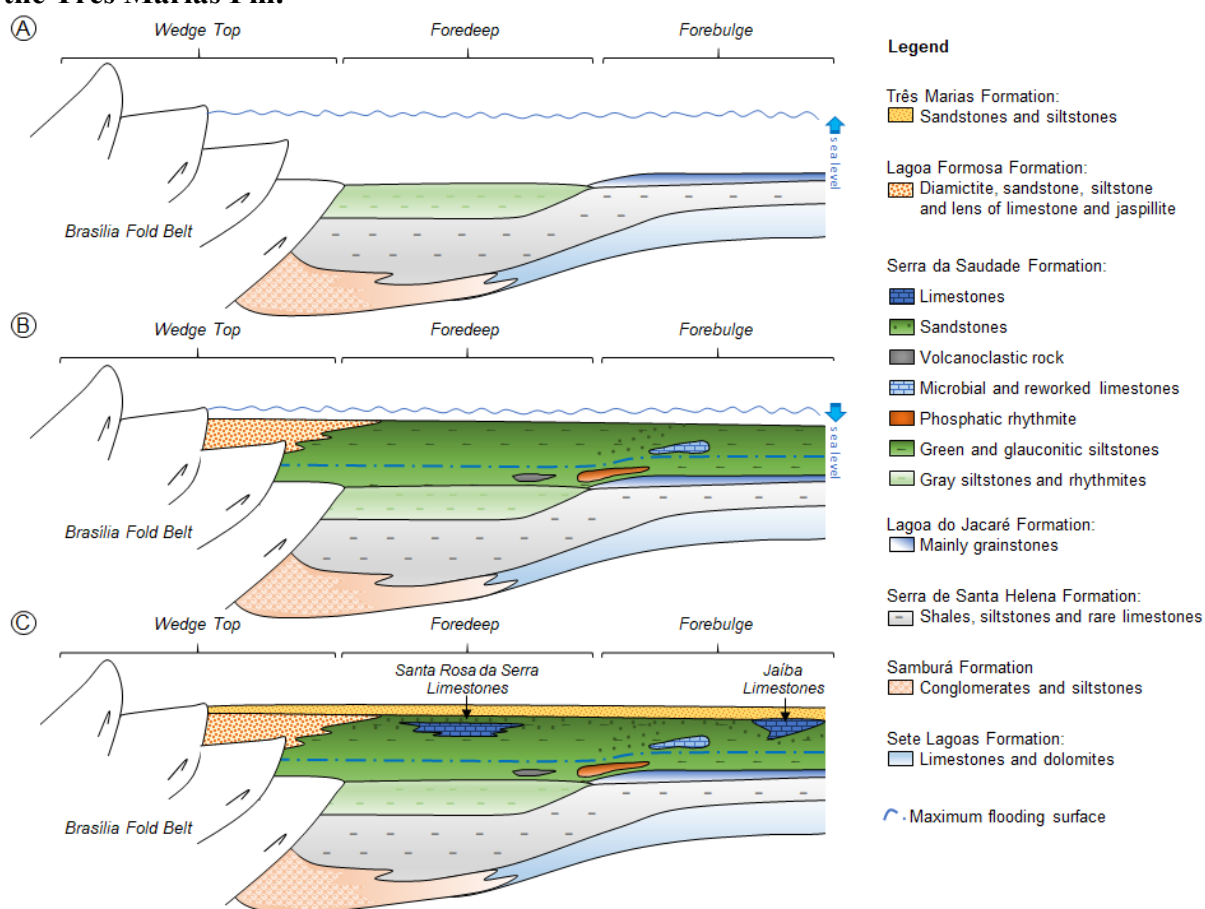 the Três Marias Fm.
A
Wedge Top
Foredeep
Forebulge
sea level
Brasília Fold Belt
B
Wedge Top
Foredeep
Forebulge
sea level
Brasília Fold Belt
C
Wedge Top
Foredeep
Forebulge
Santa Rosa da Serra
Limestones
Jaíba
Limestones
Brasília Fold Belt
Legend
Três Marias Formation:
Sandstones and siltstones
Lagoa Formosa Formation:
Diamictite, sandstone, siltstone
and lens of limestone and jaspillite
Serra da Saudade Formation:
Limestones
Sandstones
Volcanoclastic rock
Microbial and reworked limestones
Phosphatic rhythmite
Green and glauconitic siltstones
Gray siltstones and rhythmites
Lagoa do Jacaré Formation:
Mainly grainstones
Serra de Santa Helena Formation:
Shales, siltstones and rare limestones
Samburá Formation
Conglomerates and siltstones
Sete Lagoas Formation:
Limestones and dolomites
Maximum flooding surface